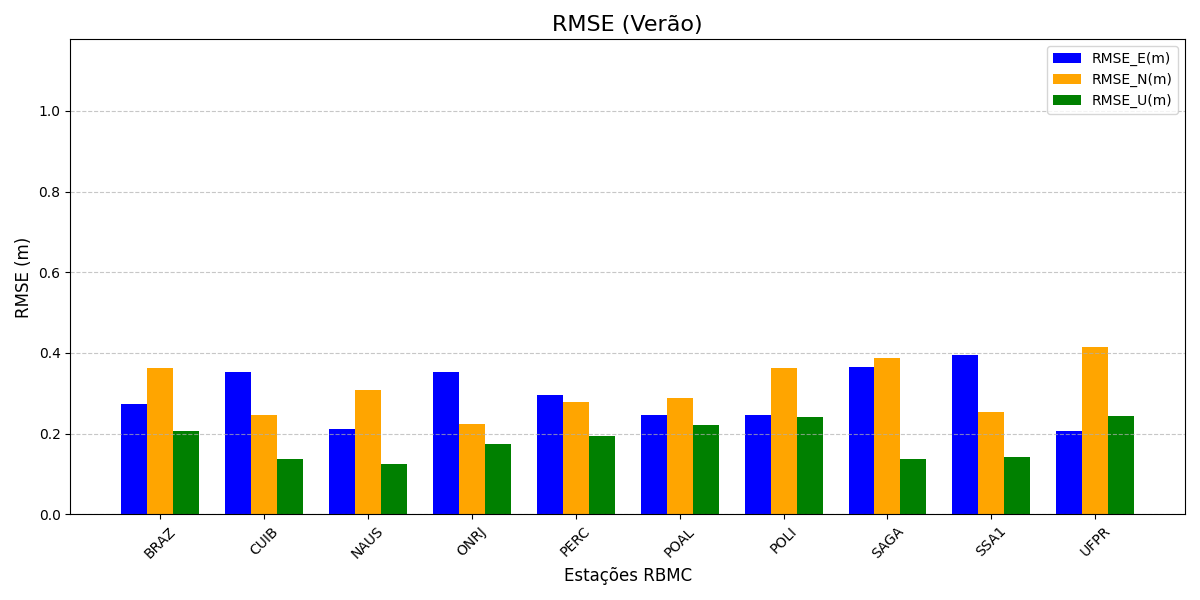 RMSE (Verão)
RMSE_E(m)
RMSE_N(m)
RMSE_U(m)
RMSE (m)
1.0
0.8
0.6
0.4
0.2
0.0
BRAZ
CUIB
NAUS
ONRJ
PERC
POAL
POLI
SAGA
SSA1
UFPR
Estações RBMC